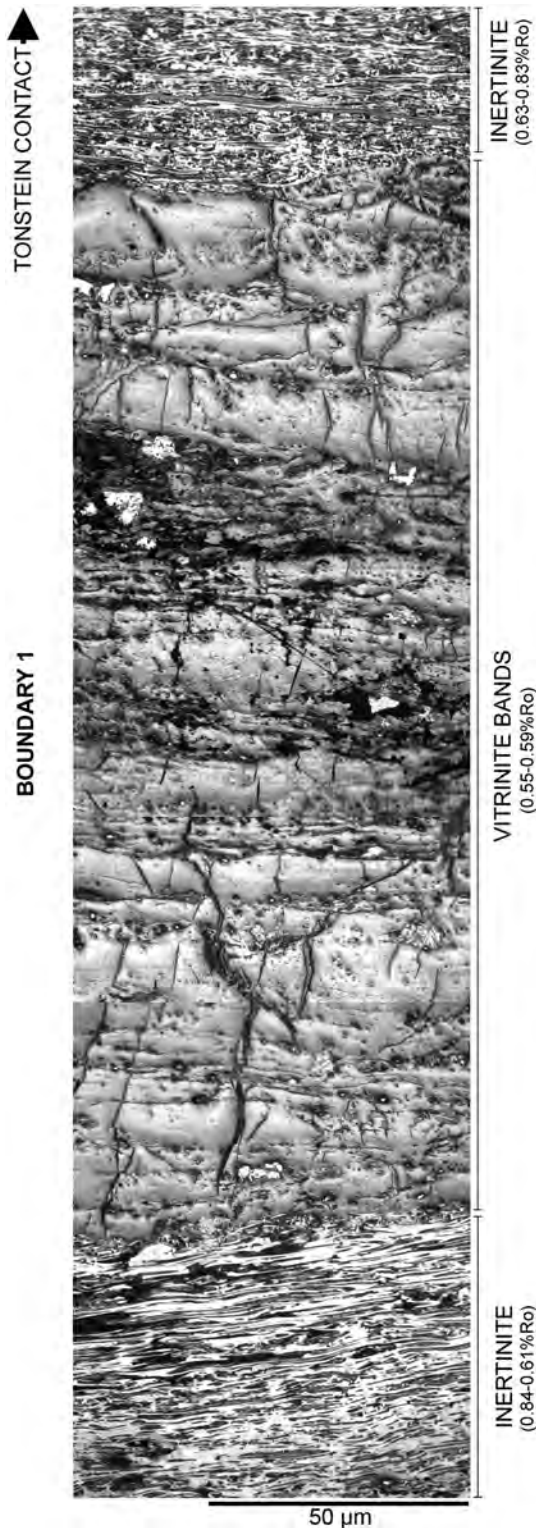 TONSTEIN CONTACT
BOUNDARY 1
INERTINITE
(0.63-0.83%Ro)
VITRINITE BANDS
(0.55-0.59%Ro)
INERTINITE
(0.84-0.61%Ro)
50 µm